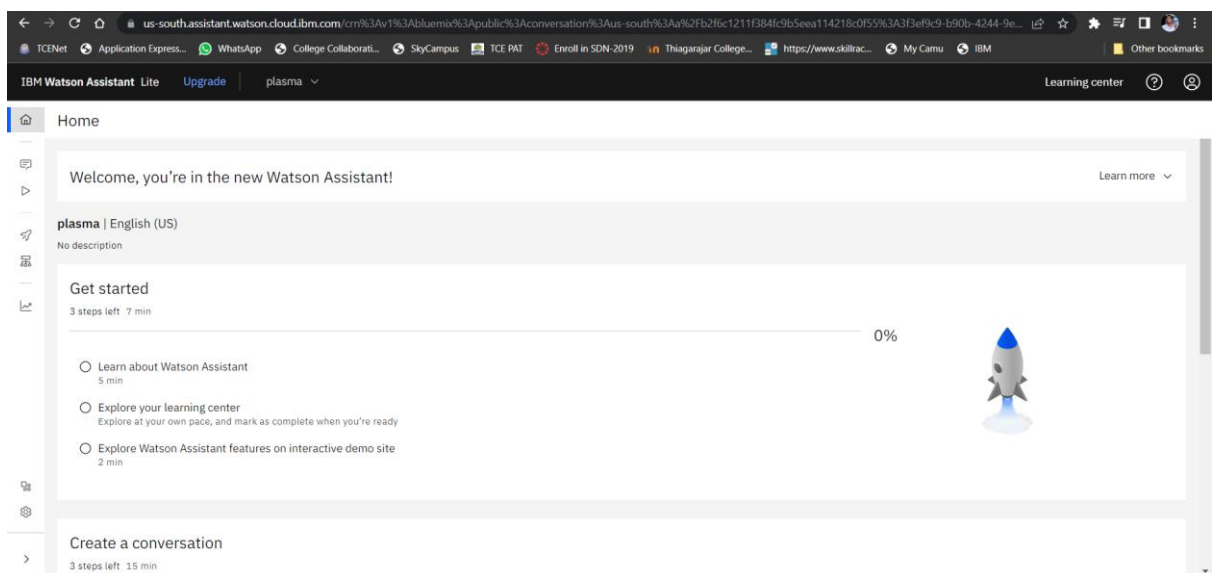 us-south.assistant.watson.cloud.ibm.com/crn%3Av1%3Abluemix%3Apublic%3Aconversation%3Aus-south%3Aa%2Fb2f6c1211f384fc9b5eea114218c0f55%3A3f3ef9c9-b90b-4244-9e...
TCENet Application Express... WhatsApp College Collaborati... SkyCampus TCE PAT Enroll in SDN-2019 Thiagarajar College... https://www.skillrac... My Camu IBM Other bookmarks
IBM Watson Assistant Lite Upgrade plasma Learning center
Home
Welcome, you're in the new Watson Assistant! Learn more
plasma | English (US)
No description
Get started
3 steps left 7 min
0%
Learn about Watson Assistant
5 min
Explore your learning center
Explore at your own pace, and mark as complete when you're ready
Explore Watson Assistant features on interactive demo site
2 min
Create a conversation
3 steps left 15 min